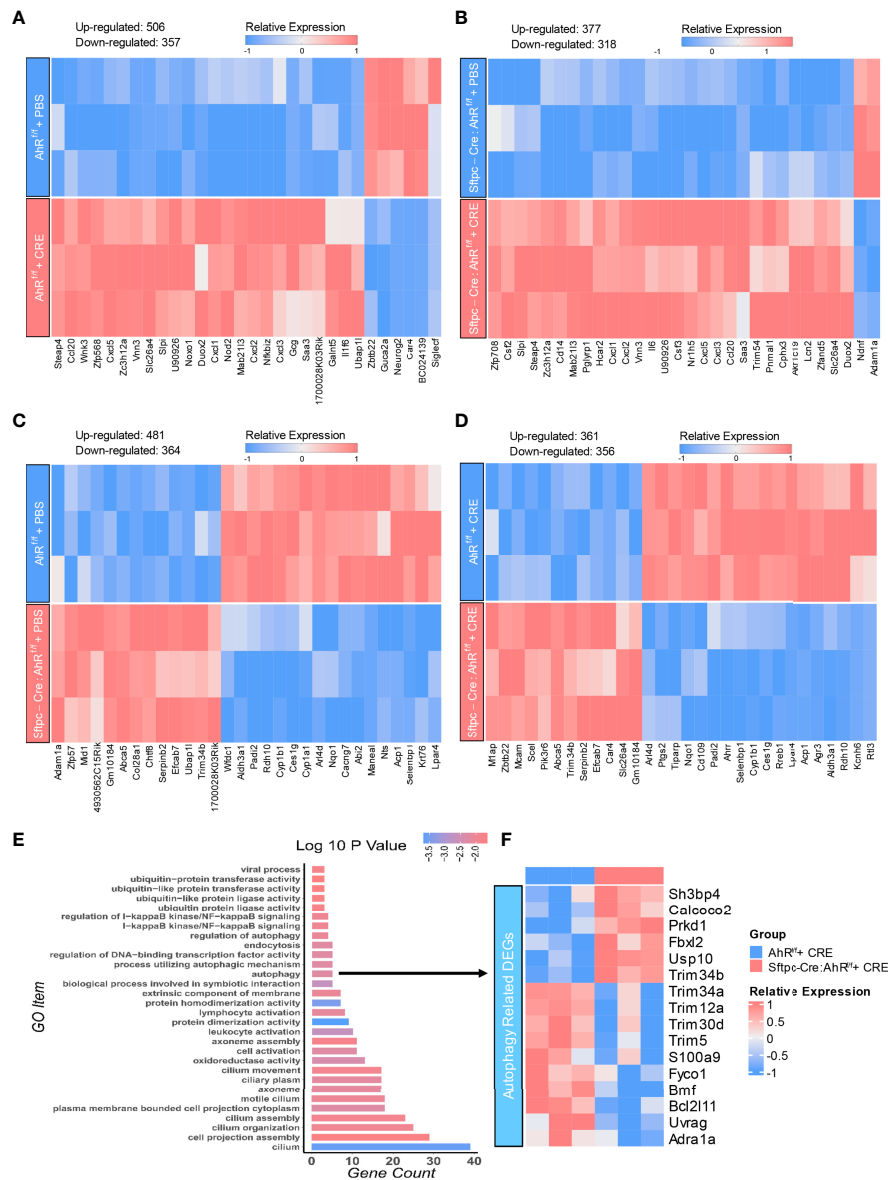 A
Up-regulated: 506
Down-regulated: 357
Relative Expression
-1 0 1
AhR f/f + PBS
AhR f/f + CRE
Steap4
Ccl20
Wnk3
Zfp568
Cxcl5
Zc3h12a
Vnn3
Slc26a4
Slpi
U90926
Noxo1
Duox2
Cxcl1
Nod2
Mab21l3
Cxcl2
Nfkbiz
Cxcl3
Gcg
Saa3
1700028K03Rik
Galnt5
Il1f6
Ubap1l
Zbtb22
Guca2a
Neurog2
Car4
BC024139
Siglecf
B
Up-regulated: 377
Down-regulated: 318
Relative Expression
-1 0 1
Sftpc – Cre : AhR f/f + PBS
Sftpc – Cre : AhR f/f + CRE
Zfp708
Csf2
Slpi
Steap4
Zc3h12a
Cd14
Mab21l3
Pglyrp1
Hcar2
Cxcl1
Cxcl2
Vnn3
Il6
U90926
Csf3
Nr1h5
Cxcl5
Cxcl3
Ccl20
Saa3
Trim54
Pnmal1
Cphx3
Akr1c19
Lcn2
Zfand5
Slc26a4
Duox2
Ndnf
Adam1a
C
Up-regulated: 481
Down-regulated: 364
Relative Expression
-1 0 1
AhR f/f + PBS
Sftpc – Cre : AhR f/f + PBS
Adam1a
Zfp57
Mid1
4930562C15Rik
Gm10184
Abca5
Col28a1
Chtf8
Serpinb2
Efcab7
Ubap1l
Trim34b
1700028K03Rik
Wfdc1
Aldh3a1
Padi2
Rdh10
Cyp1b1
Ces1g
Cyp1a1
Arl4d
Nqo1
Cacng7
Abi2
Maneal
Nts
Acp1
Selenbp1
Krt76
Lpar4
D
Up-regulated: 361
Down-regulated: 356
Relative Expression
-1 0 1
AhR f/f + CRE
Sftpc – Cre : AhR f/f + CRE
M1ap
Zbtb22
Mcam
Scel
Pik3r6
Abca5
Trim34b
Serpinb2
Efcab7
Car4
Slc26a4
Gm10184
Arl4d
Ptgs2
Tiparp
Nqo1
Cd109
Padi2
Ahrr
Selenbp1
Cyp1b1
Ces1g
Rreb1
Lpar4
Acp1
Agr3
Aldh3a1
Rdh10
Kcnh6
Rtl3
E
Log 10 P Value
-3.5 -3.0 -2.5 -2.0
GO Item
viral process
ubiquitin-protein transferase activity
ubiquitin-like protein transferase activity
ubiquitin-like protein ligase activity
ubiquitin protein ligase activity
regulation of I-kappaB kinase/NF-kappaB signaling
I-kappaB kinase/NF-kappaB signaling
regulation of autophagy
endocytosis
regulation of DNA-binding transcription factor activity
process utilizing autophagic mechanism
autophagy
biological process involved in symbiotic interaction
extrinsic component of membrane
protein homodimerization activity
lymphocyte activation
protein dimerization activity
leukocyte activation
axoneme assembly
cell activation
oxidoreductase activity
cilium movement
ciliary plasm
axoneme
motile cilium
plasma membrane bounded cell projection cytoplasm
cilium assembly
cilium organization
cell projection assembly
cilium
0 10 20 30 40
Gene Count
F
Autophagy Related DEGs
Sh3bp4
Calcoco2
Prkd1
Fbxl2
Usp10
Trim34b
Trim34a
Trim12a
Trim30d
Trim5
S100a9
Fyco1
Bmf
Bcl2l11
Uvrag
Adra1a
Group
AhR f/f + CRE
Sftpc-Cre:AhR f/f + CRE
Relative Expression
1
0.5
0
-0.5
-1